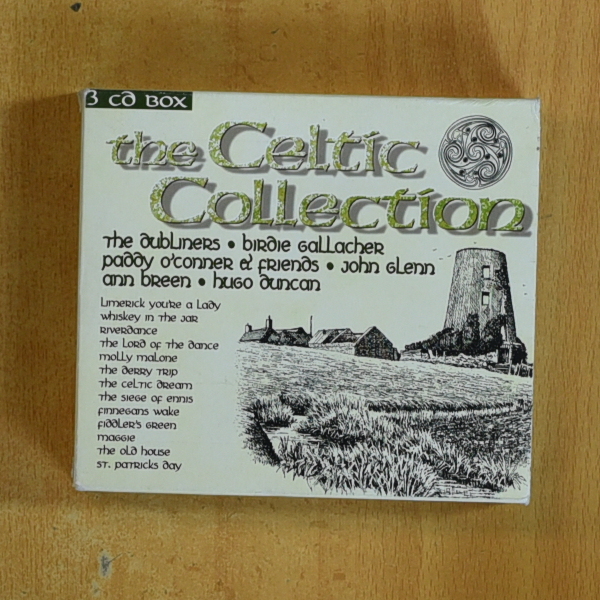 3 CD BOX
the Celtic
Collection
The Dubliners • Birdie Gallacher
Paddy O'Conner & Friends • John Glenn
Ann Breen • Hugo Duncan
Limerick you're a Lady
Whiskey in the Jar
Riverdance
The Lord of the Dance
Molly Malone
The Derry Trip
The Celtic Dream
The Siege of Ennis
Finnegans Wake
Fiddler's Green
Maggie
The Old House
St. Patricks Day